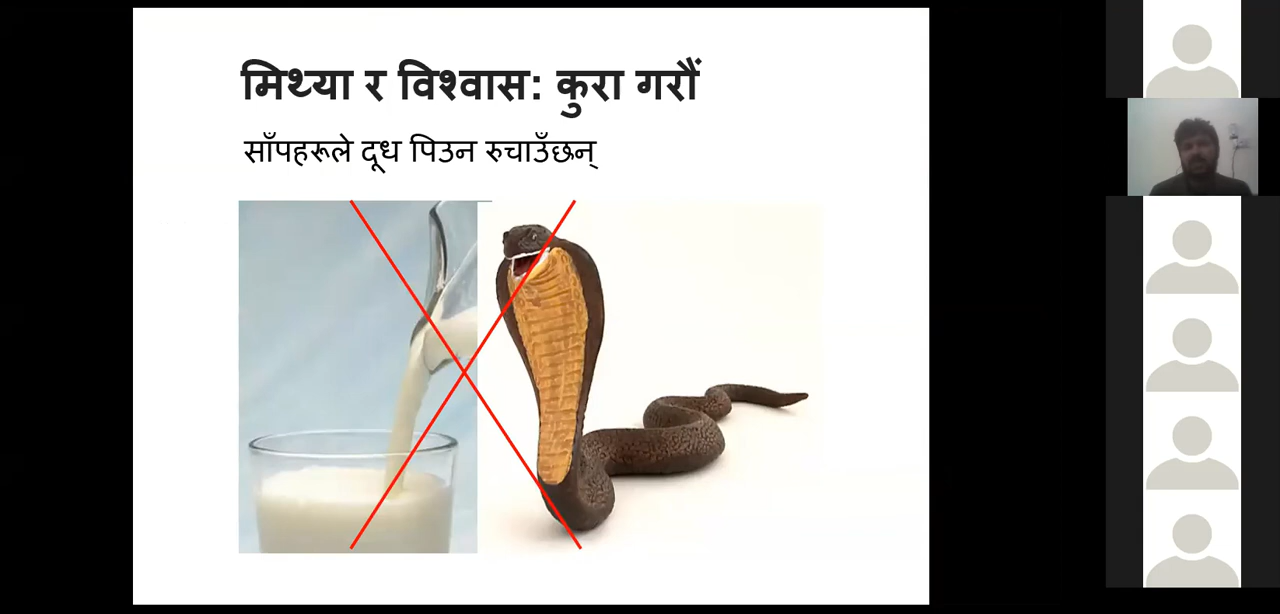 मिथ्या र विश्वास: कुरा गरौं
साँपहरूले दूध पिउन रुचाउँछन्